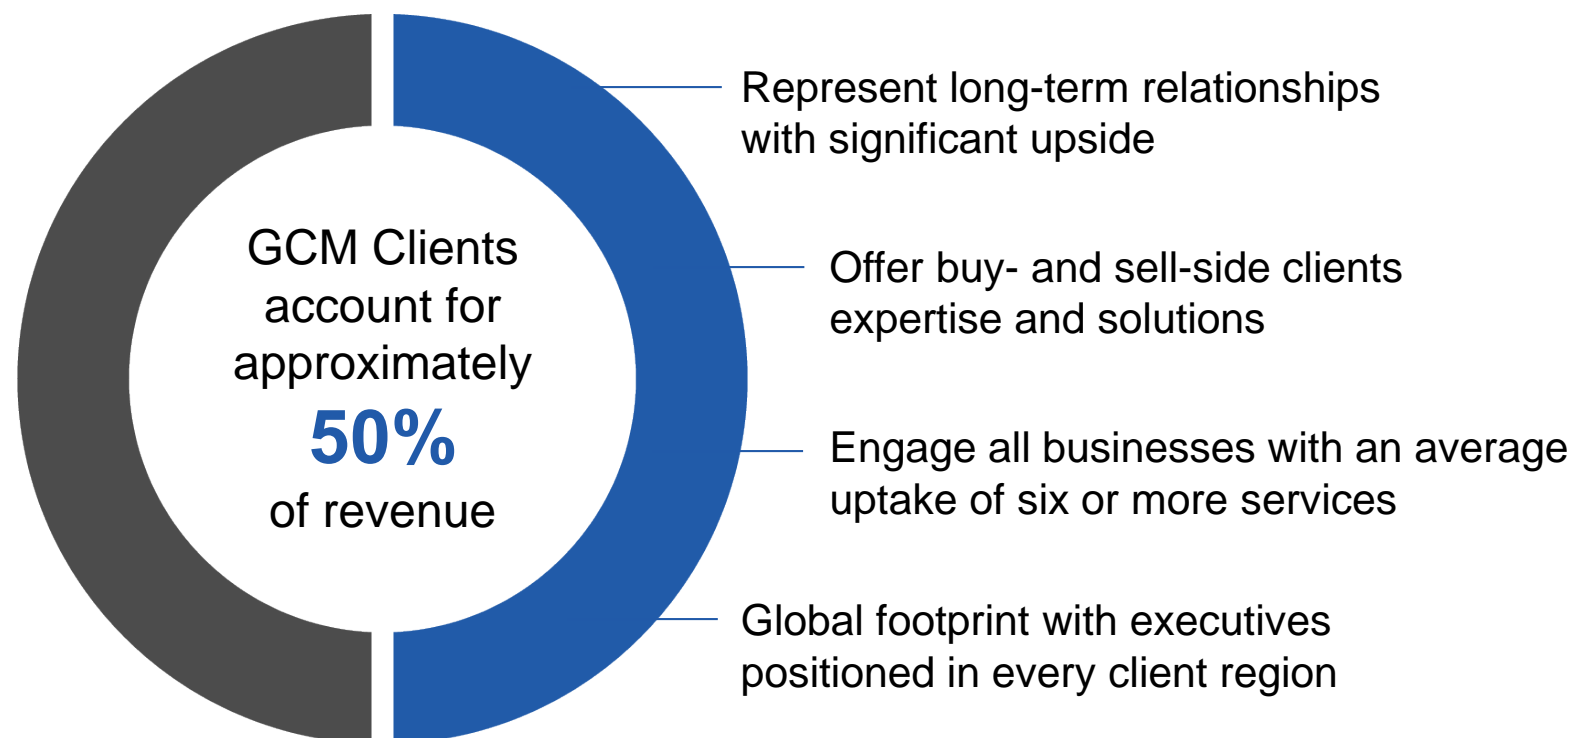 GCM Clients
account for
approximately
50%
of revenue
Represent long-term relationships
with significant upside
Offer buy- and sell-side clients
expertise and solutions
Engage all businesses with an average
uptake of six or more services
Global footprint with executives
positioned in every client region